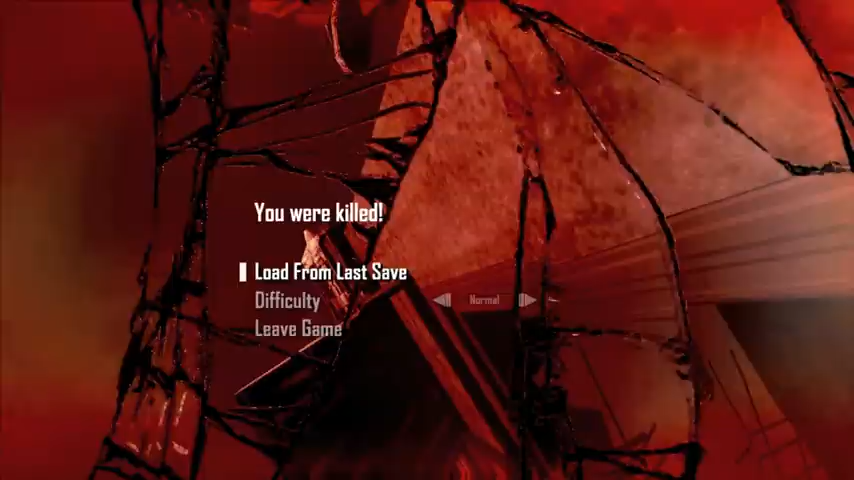 You were killed!
Load From Last Save
Difficulty Normal
Leave Game